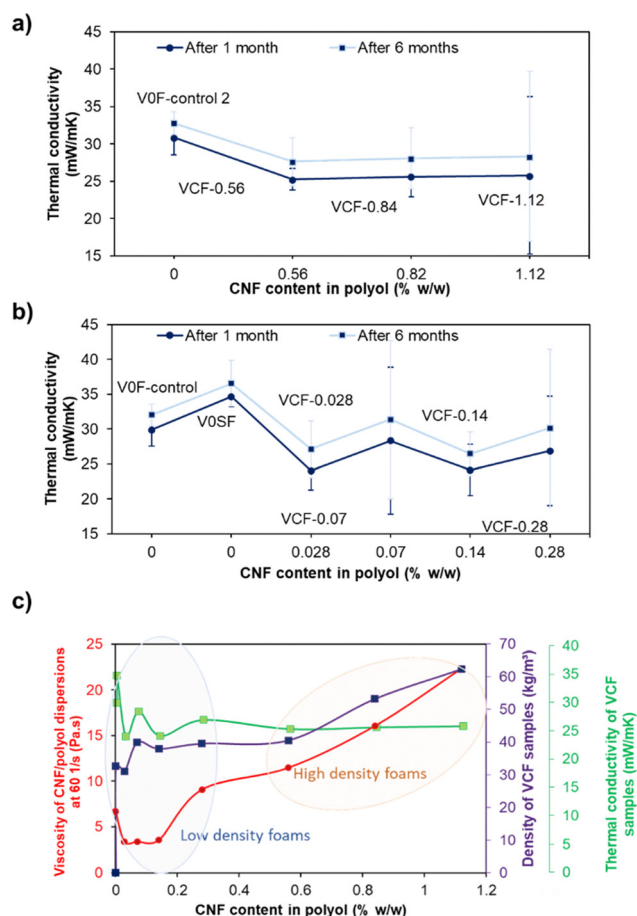 a)
After 1 month
After 6 months
45
40
35
30
25
20
15
Thermal conductivity
(mW/mK)
V0F-control 2
VCF-0.56
VCF-0.84
VCF-1.12
0
0.56
0.82
1.12
CNF content in polyol (% w/w)
b)
After 1 month
After 6 months
45
40
35
30
25
20
15
Thermal conductivity
(mW/mK)
V0F-control
V0SF
VCF-0.028
VCF-0.07
VCF-0.14
VCF-0.28
0
0
0.028
0.07
0.14
0.28
CNF content in polyol (% w/w)
c)
Viscosity of CNF/polyol dispersions
at 60 1/s (Pa.s)
25
20
15
10
5
0
High density foams
Low density foams
70
60
50
40
30
20
10
0
Density of VCF samples (kg/m³)
40
35
30
25
20
15
10
5
0
Thermal conductivity of VCF
samples (mW/mK)
0
0.2
0.4
0.6
0.8
1
1.2
CNF content in polyol (% w/w)